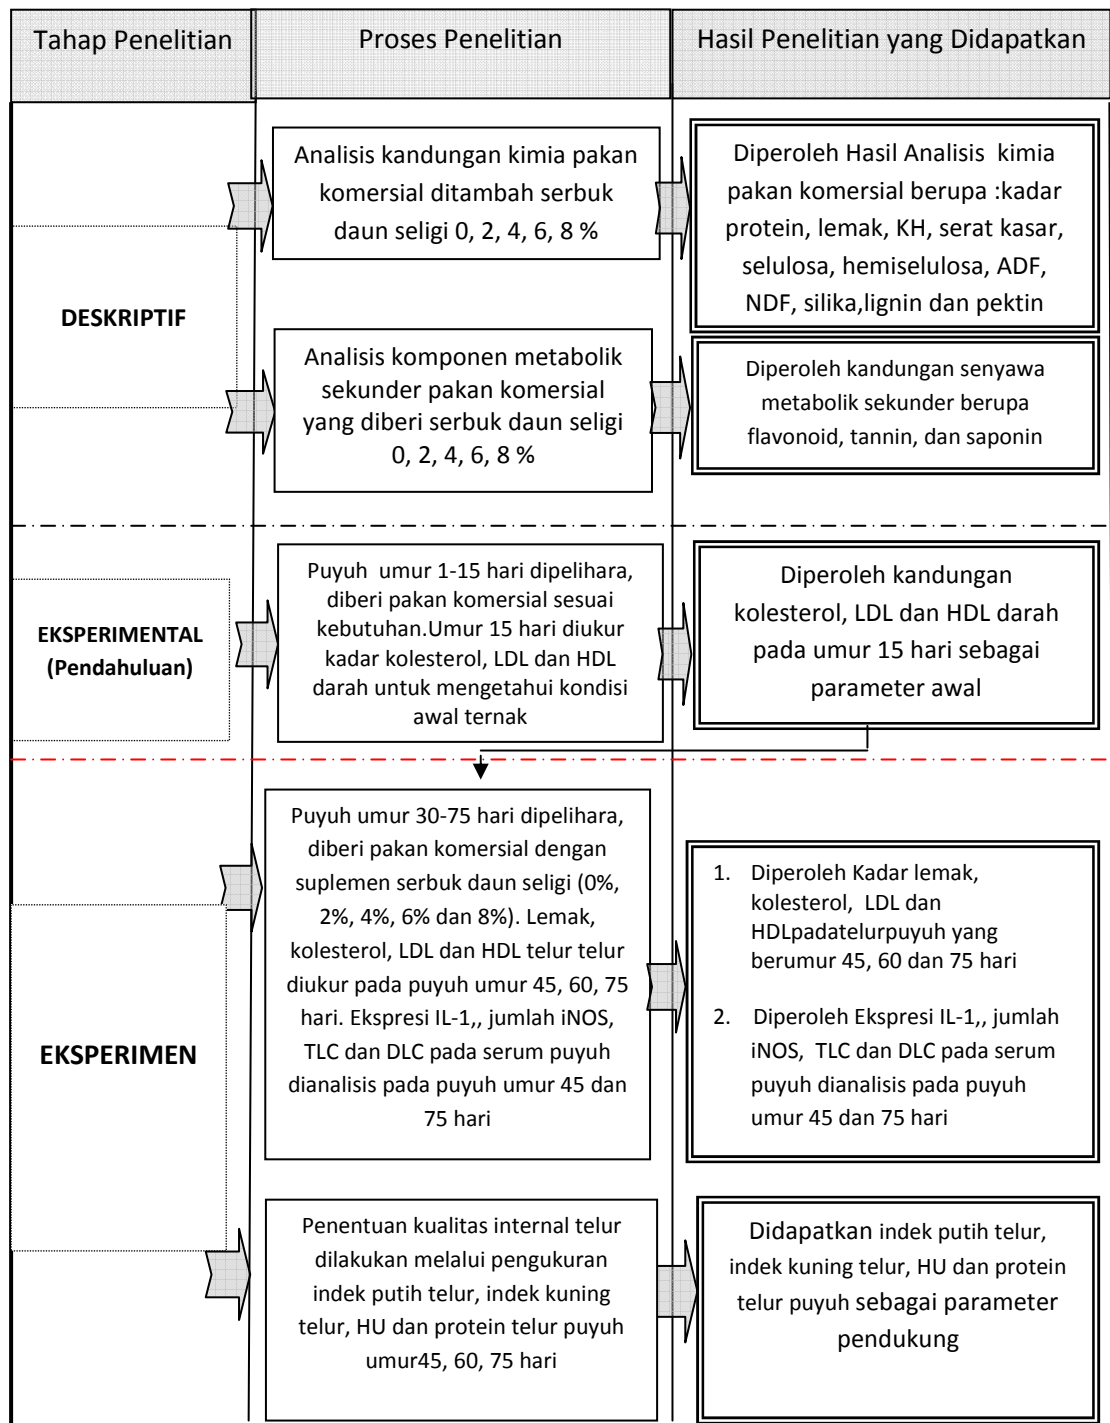 Tahap Penelitian
Proses Penelitian
Hasil Penelitian yang Didapatkan
DESKRIPTIF
Analisis kandungan kimia pakan
komersial ditambah serbuk
daun seligi 0, 2, 4, 6, 8 %
Diperoleh Hasil Analisis kimia
pakan komersial berupa :kadar
protein, lemak, KH, serat kasar,
selulosa, hemiselulosa, ADF,
NDF, silika,lignin dan pektin
Analisis komponen metabolik
sekunder pakan komersial
yang diberi serbuk daun seligi
0, 2, 4, 6, 8 %
Diperoleh kandungan senyawa
metabolik sekunder berupa
flavonoid, tannin, dan saponin
EKSPERIMENTAL
(Pendahuluan)
Puyuh umur 1-15 hari dipelihara,
diberi pakan komersial sesuai
kebutuhan.Umur 15 hari diukur
kadar kolesterol, LDL dan HDL
darah untuk mengetahui kondisi
awal ternak
Diperoleh kandungan
kolesterol, LDL dan HDL darah
pada umur 15 hari sebagai
parameter awal
EKSPERIMEN
Puyuh umur 30-75 hari dipelihara,
diberi pakan komersial dengan
suplemen serbuk daun seligi (0%,
2%, 4%, 6% dan 8%). Lemak,
kolesterol, LDL dan HDL telur telur
diukur pada puyuh umur 45, 60, 75
hari. Ekspresi IL-1,, jumlah iNOS,
TLC dan DLC pada serum puyuh
dianalisis pada puyuh umur 45 dan
75 hari
1. Diperoleh Kadar lemak,
kolesterol, LDL dan
HDLpadatelurpuyuh yang
berumur 45, 60 dan 75 hari
2. Diperoleh Ekspresi IL-1,, jumlah
iNOS, TLC dan DLC pada serum
puyuh dianalisis pada puyuh
umur 45 dan 75 hari
Penentuan kualitas internal telur
dilakukan melalui pengukuran
indek putih telur, indek kuning
telur, HU dan protein telur puyuh
umur45, 60, 75 hari
Didapatkan indek putih telur,
indek kuning telur, HU dan protein
telur puyuh sebagai parameter
pendukung